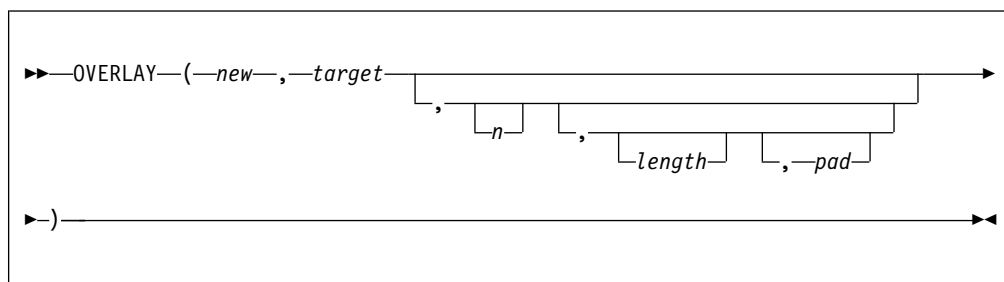 ►►—OVERLAY—(—new—,—target
,
n
,
length
,—pad
►—)